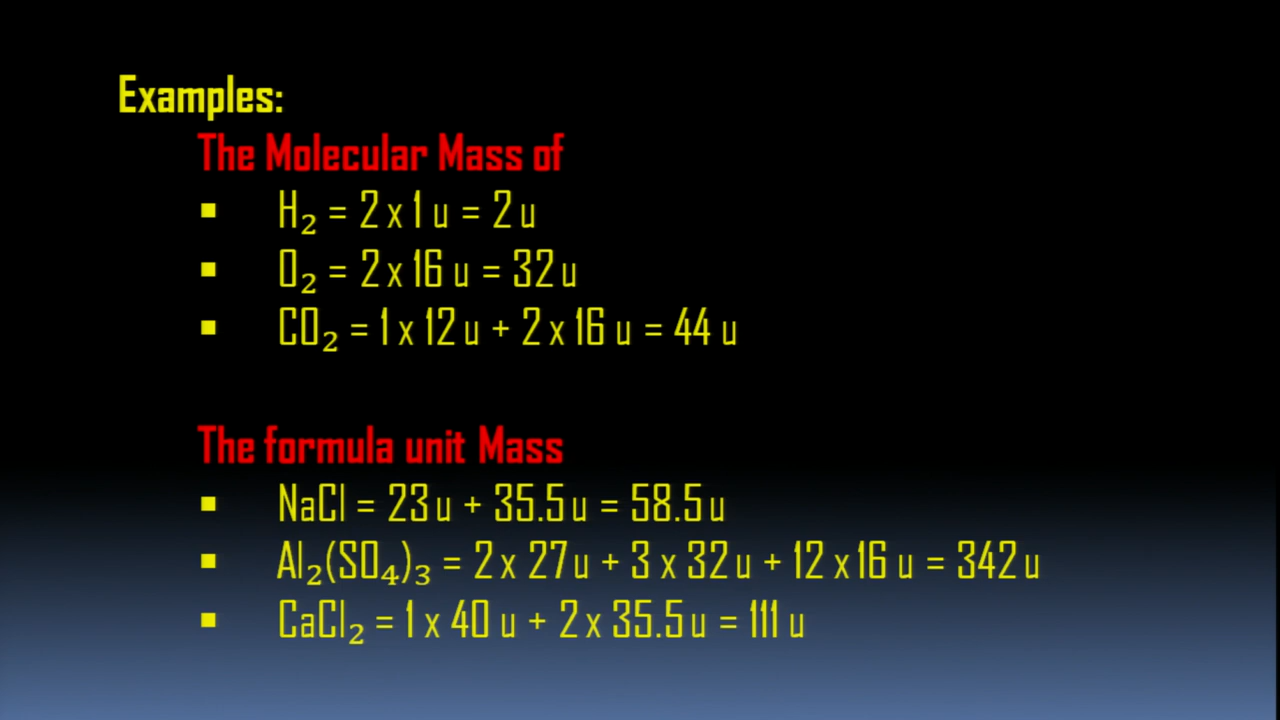 Examples:
The Molecular Mass of
▪ H₂ = 2 x 1 u = 2 u
▪ O₂ = 2 x 16 u = 32 u
▪ CO₂ = 1 x 12 u + 2 x 16 u = 44 u
The formula unit Mass
▪ NaCl = 23 u + 35.5 u = 58.5 u
▪ Al₂(SO₄)₃ = 2 x 27 u + 3 x 32 u + 12 x 16 u = 342 u
▪ CaCl₂ = 1 x 40 u + 2 x 35.5 u = 111 u